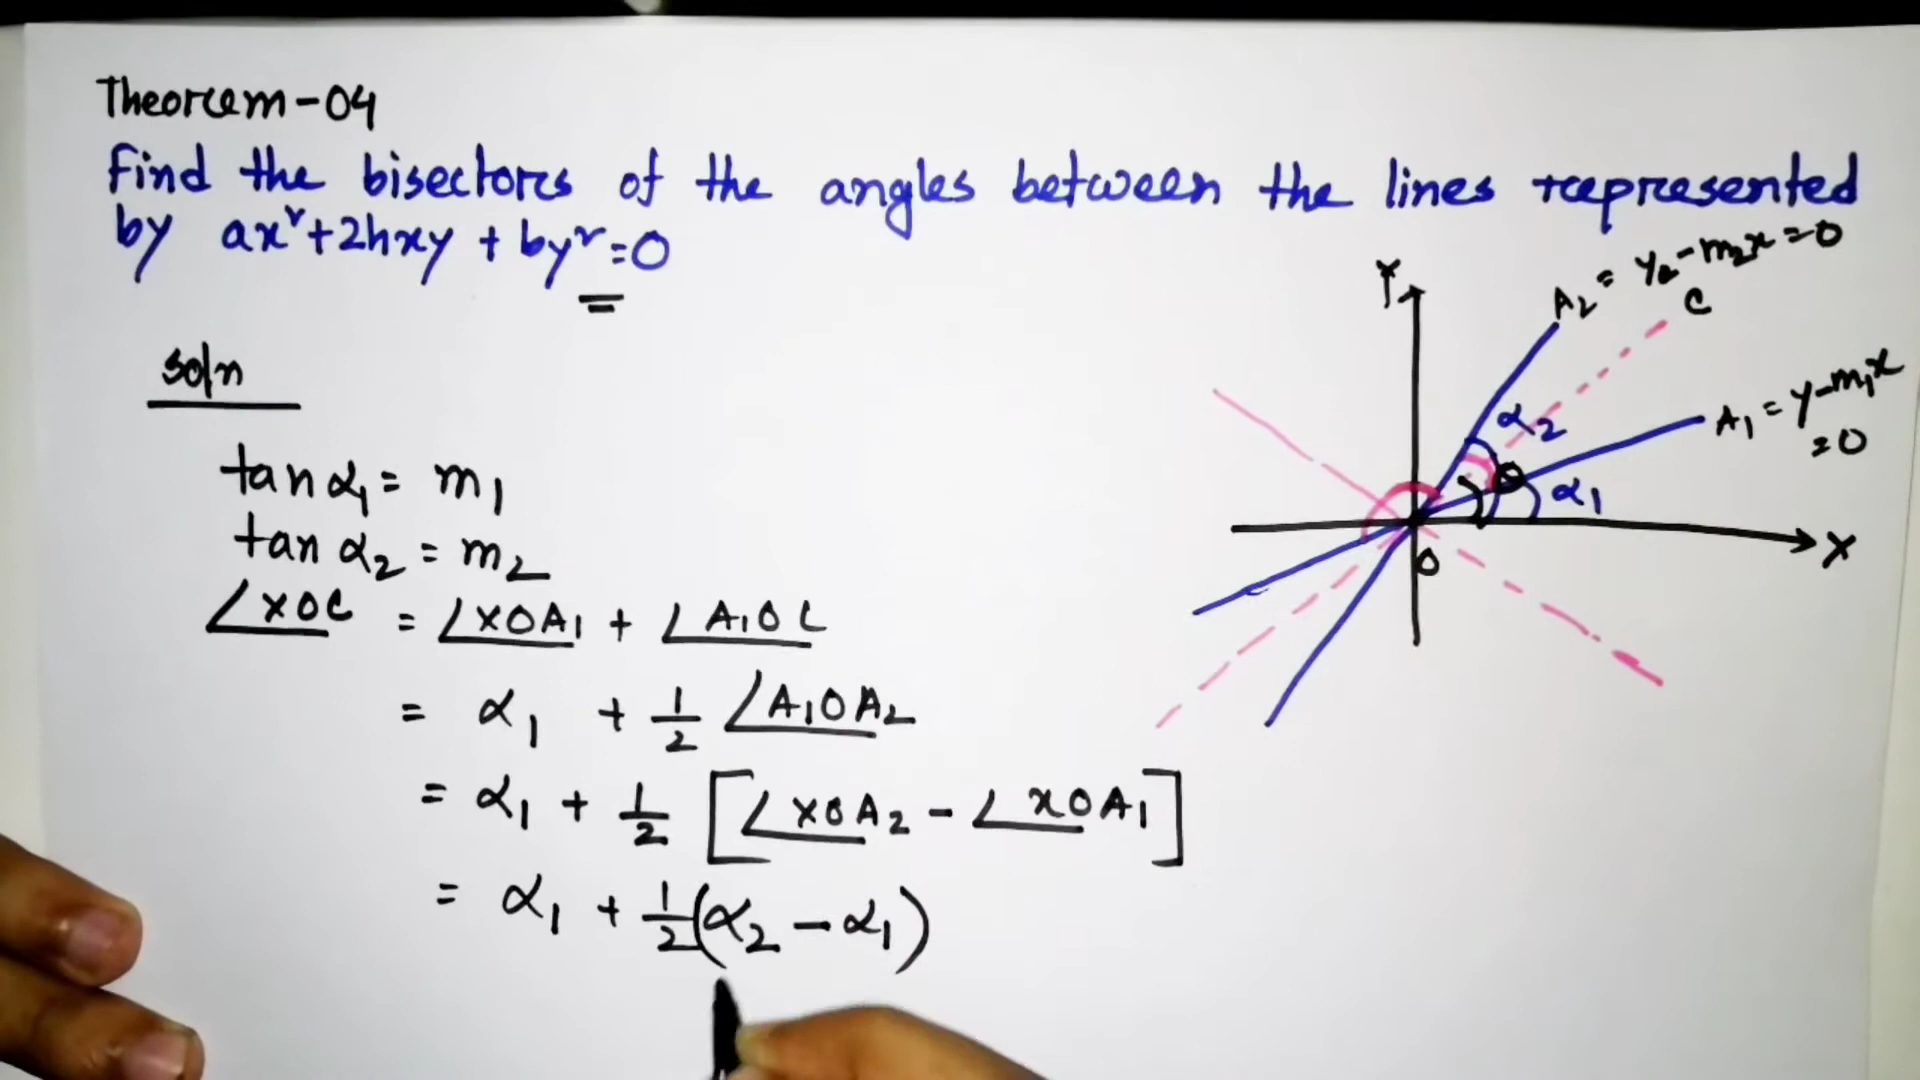 Theorem-04
Find the bisectors of the angles between the lines represented
by ax²+2hxy + by²=0
soln
tan α₁ = m₁
tan α₂ = m₂
∠XOC = ∠XOA₁ + ∠A₁OC
= α₁ + 1/2 ∠A₁OA₂
= α₁ + 1/2 [∠XOA₂ - ∠XOA₁]
= α₁ + 1/2 (α₂ - α₁)
Y
A₂ = y₂-m₂x=0
C
A₁ = y-m₁x
=0
α₂
α₁
O
X